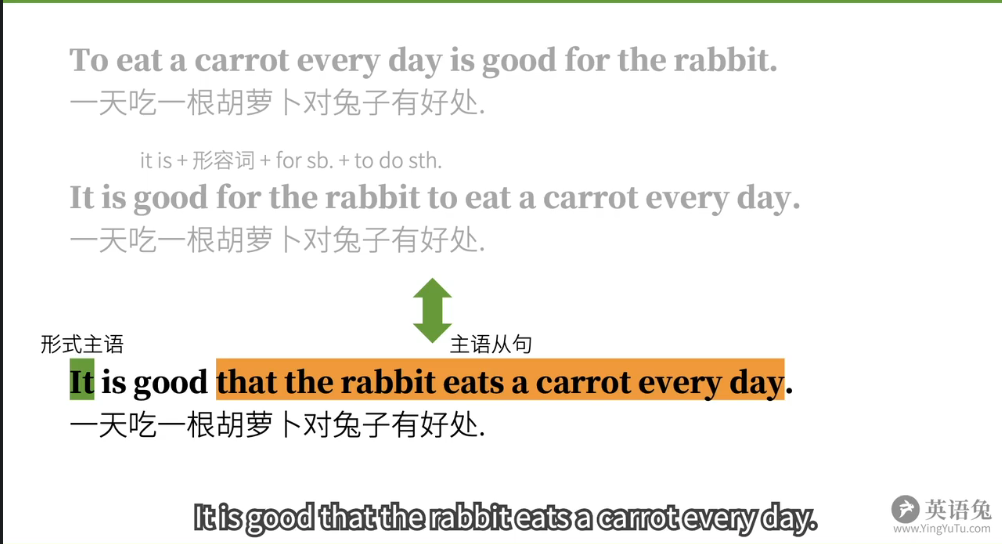 To eat a carrot every day is good for the rabbit.
一天吃一根胡萝卜对兔子有好处.
it is + 形容词 + for sb. + to do sth.
It is good for the rabbit to eat a carrot every day.
一天吃一根胡萝卜对兔子有好处.
形式主语 主语从句
It is good that the rabbit eats a carrot every day.
一天吃一根胡萝卜对兔子有好处.
It is good that the rabbit eats a carrot every day.
英语兔
www.YingYuTu.com